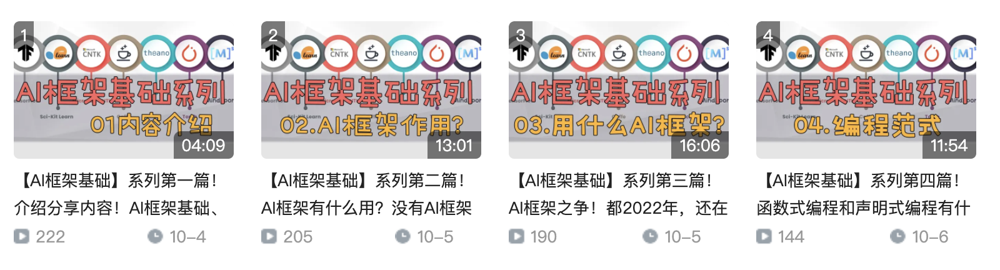 1
learn
Microsoft
CNTK
theano
[M]s
AI框架基础系列
Sci-Kit Learn
01内容介绍
04:09
【AI框架基础】系列第一篇！
介绍分享内容！AI框架基础、
222
10-4
2
learn
Microsoft
CNTK
theano
[M]s
AI框架基础系列
Sci-Kit Learn
02.AI框架作用?
13:01
【AI框架基础】系列第二篇！
AI框架有什么用？没有AI框架
205
10-5
3
learn
Microsoft
CNTK
theano
[M]s
AI框架基础系列
03.用什么AI框架?
16:06
【AI框架基础】系列第三篇！
AI框架之争！都2022年，还在
190
10-5
4
learn
Microsoft
CNTK
theano
[M]s
AI框架基础系列
04.编程范式
11:54
【AI框架基础】系列第四篇！
函数式编程和声明式编程有什
144
10-6